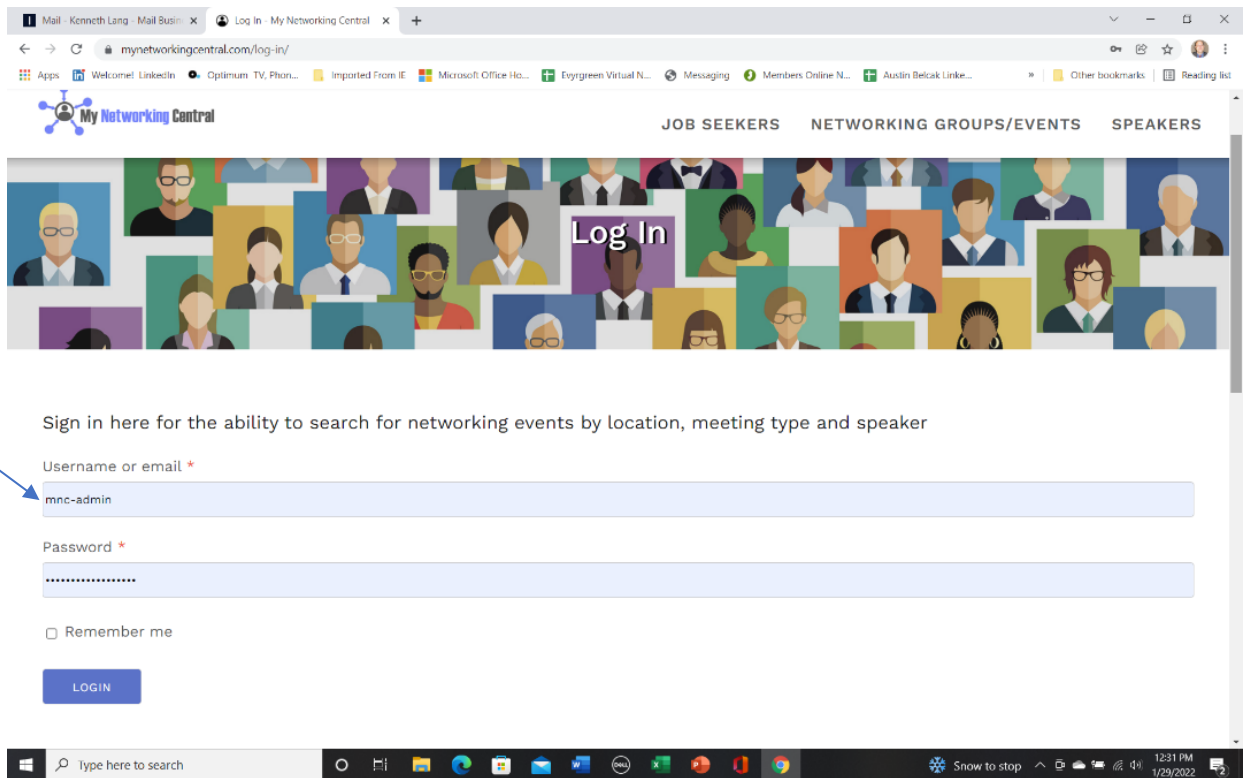 Mail - Kenneth Lang - Mail Busin
Log In - My Networking Central
mynetworkingcentral.com/log-in/
Apps Welcome! LinkedIn Optimum TV, Phon... Imported From IE Microsoft Office Ho... Evyrgreen Virtual N... Messaging Members Online N... Austin Belcak Linke... » Other bookmarks Reading list
My Networking Central
JOB SEEKERS NETWORKING GROUPS/EVENTS SPEAKERS
Log In
Sign in here for the ability to search for networking events by location, meeting type and speaker
Username or email *
mnc-admin
Password *
••••••••••••••••••
Remember me
LOGIN
Type here to search
DELL
Snow to stop
12:31 PM
1/29/2022
2